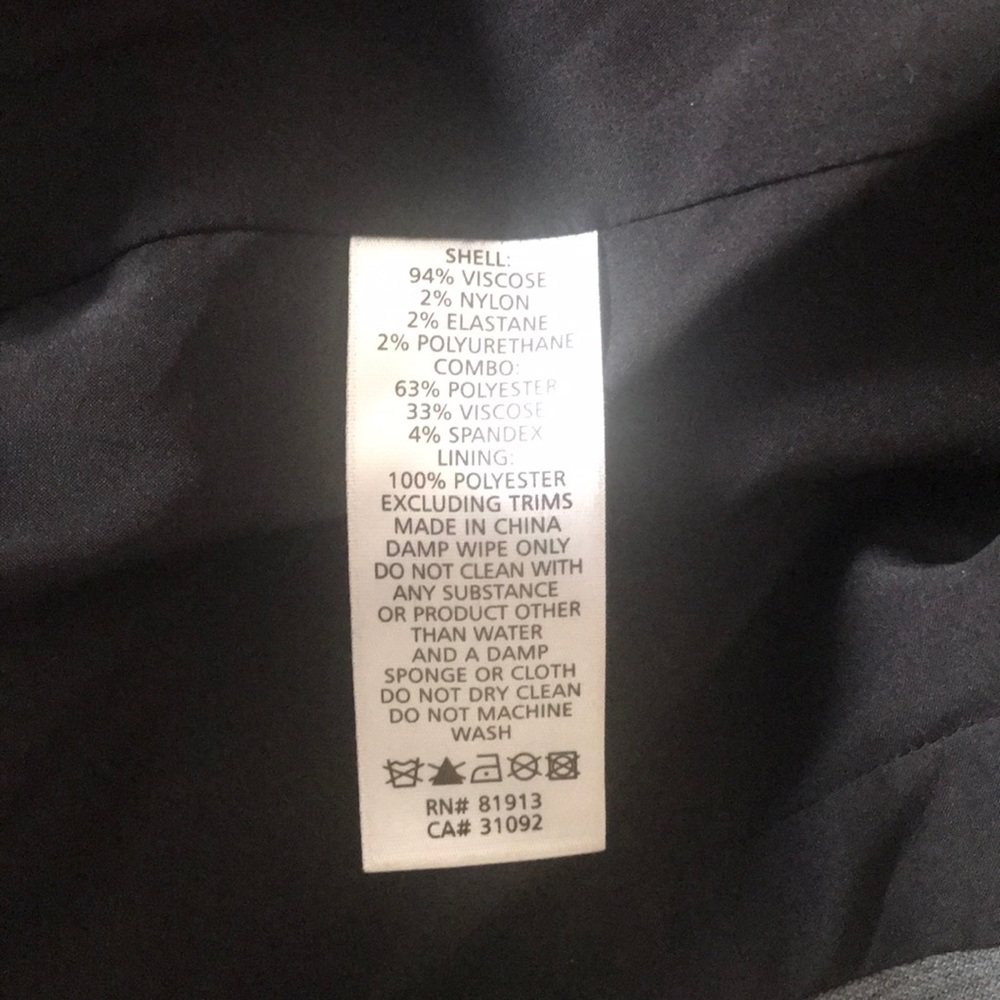 SHELL:
94% VISCOSE
2% NYLON
2% ELASTANE
2% POLYURETHANE
COMBO:
63% POLYESTER
33% VISCOSE
4% SPANDEX
LINING:
100% POLYESTER
EXCLUDING TRIMS
MADE IN CHINA
DAMP WIPE ONLY
DO NOT CLEAN WITH
ANY SUBSTANCE
OR PRODUCT OTHER
THAN WATER
AND A DAMP
SPONGE OR CLOTH
DO NOT DRY CLEAN
DO NOT MACHINE
WASH
RN# 81913
CA# 31092